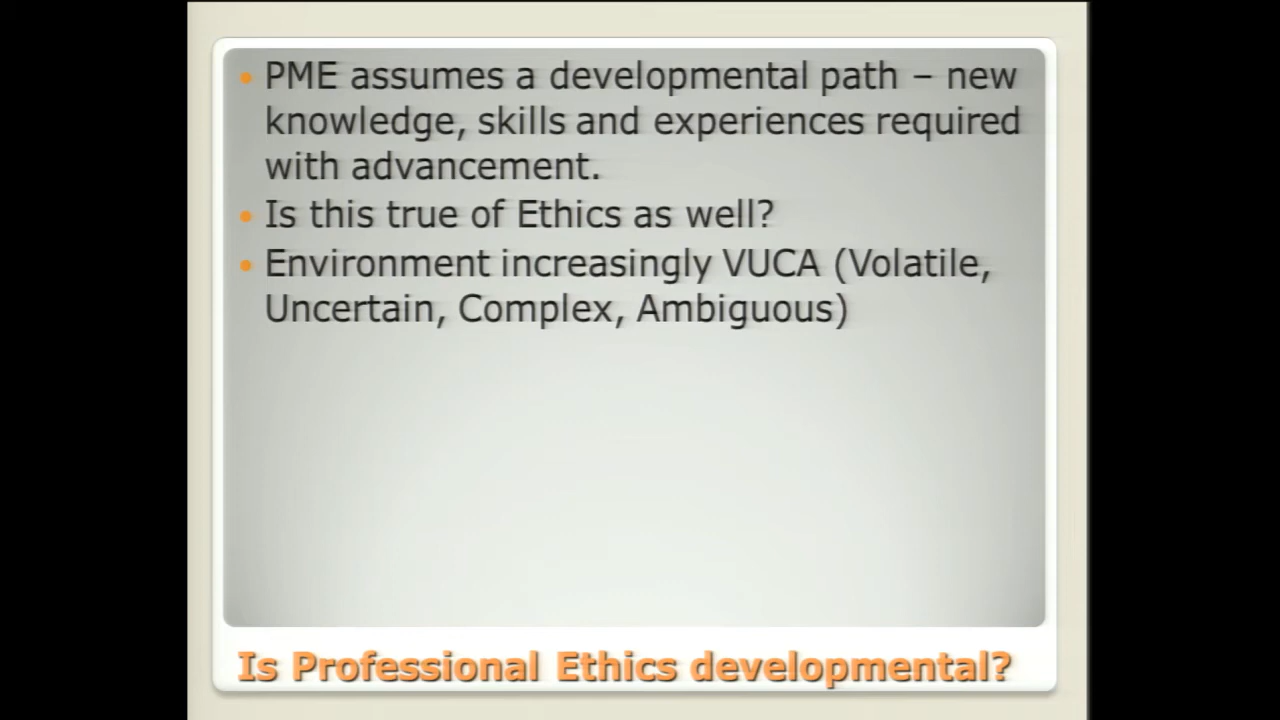 • PME assumes a developmental path – new
knowledge, skills and experiences required
with advancement.
• Is this true of Ethics as well?
• Environment increasingly VUCA (Volatile,
Uncertain, Complex, Ambiguous)
Is Professional Ethics developmental?